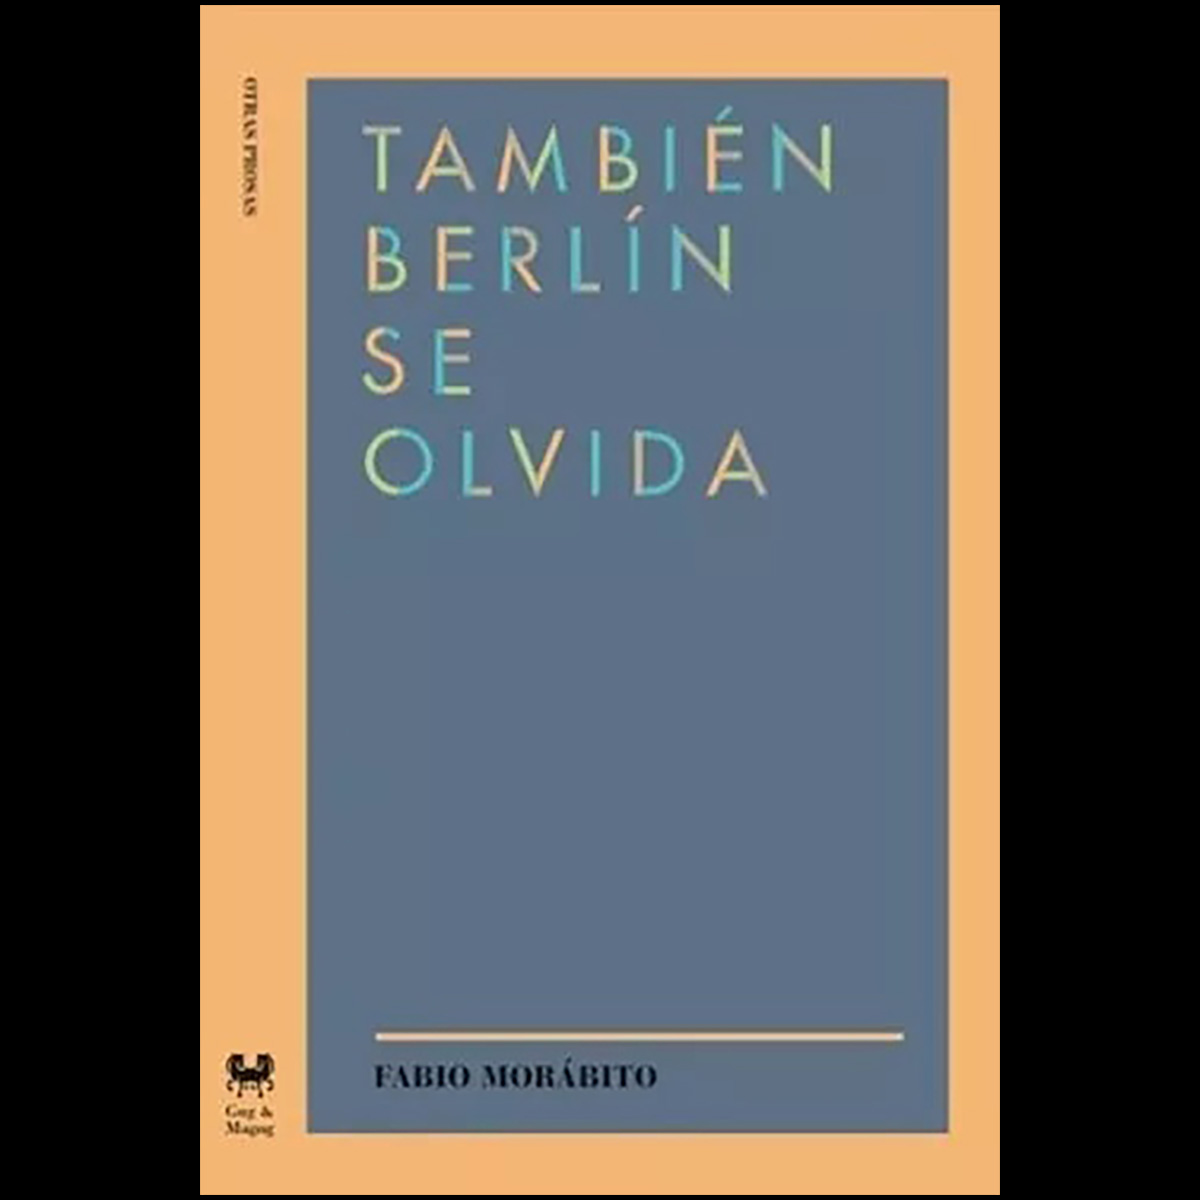 OTRAS PROSAS
TAMBIÉN
BERLÍN
SE
OLVIDA
FABIO MORÁBITO
Gog &
Magog